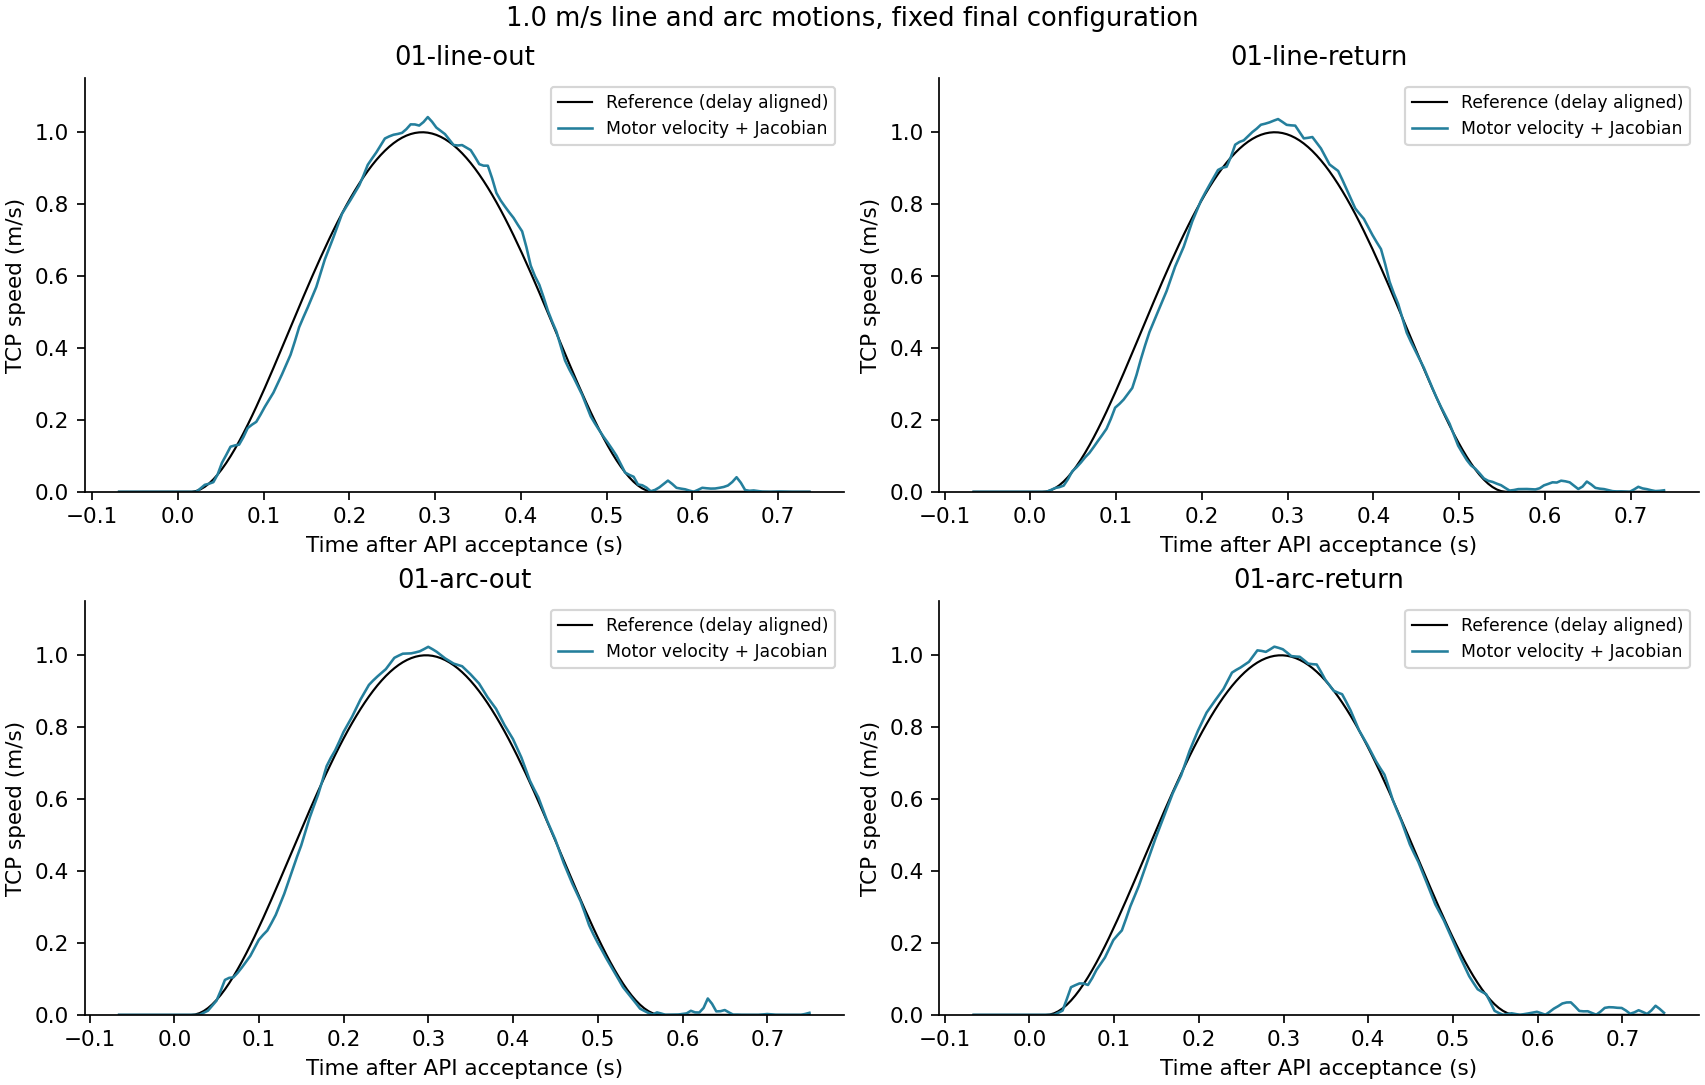 1.0 m/s line and arc motions, fixed final configuration
01-line-out
Reference (delay aligned)
Motor velocity + Jacobian
TCP speed (m/s)
1.0
0.8
0.6
0.4
0.2
0.0
−0.1 0.0 0.1 0.2 0.3 0.4 0.5 0.6 0.7
Time after API acceptance (s)
01-line-return
Reference (delay aligned)
Motor velocity + Jacobian
TCP speed (m/s)
1.0
0.8
0.6
0.4
0.2
0.0
−0.1 0.0 0.1 0.2 0.3 0.4 0.5 0.6 0.7
Time after API acceptance (s)
01-arc-out
Reference (delay aligned)
Motor velocity + Jacobian
TCP speed (m/s)
1.0
0.8
0.6
0.4
0.2
0.0
−0.1 0.0 0.1 0.2 0.3 0.4 0.5 0.6 0.7
Time after API acceptance (s)
01-arc-return
Reference (delay aligned)
Motor velocity + Jacobian
TCP speed (m/s)
1.0
0.8
0.6
0.4
0.2
0.0
−0.1 0.0 0.1 0.2 0.3 0.4 0.5 0.6 0.7
Time after API acceptance (s)